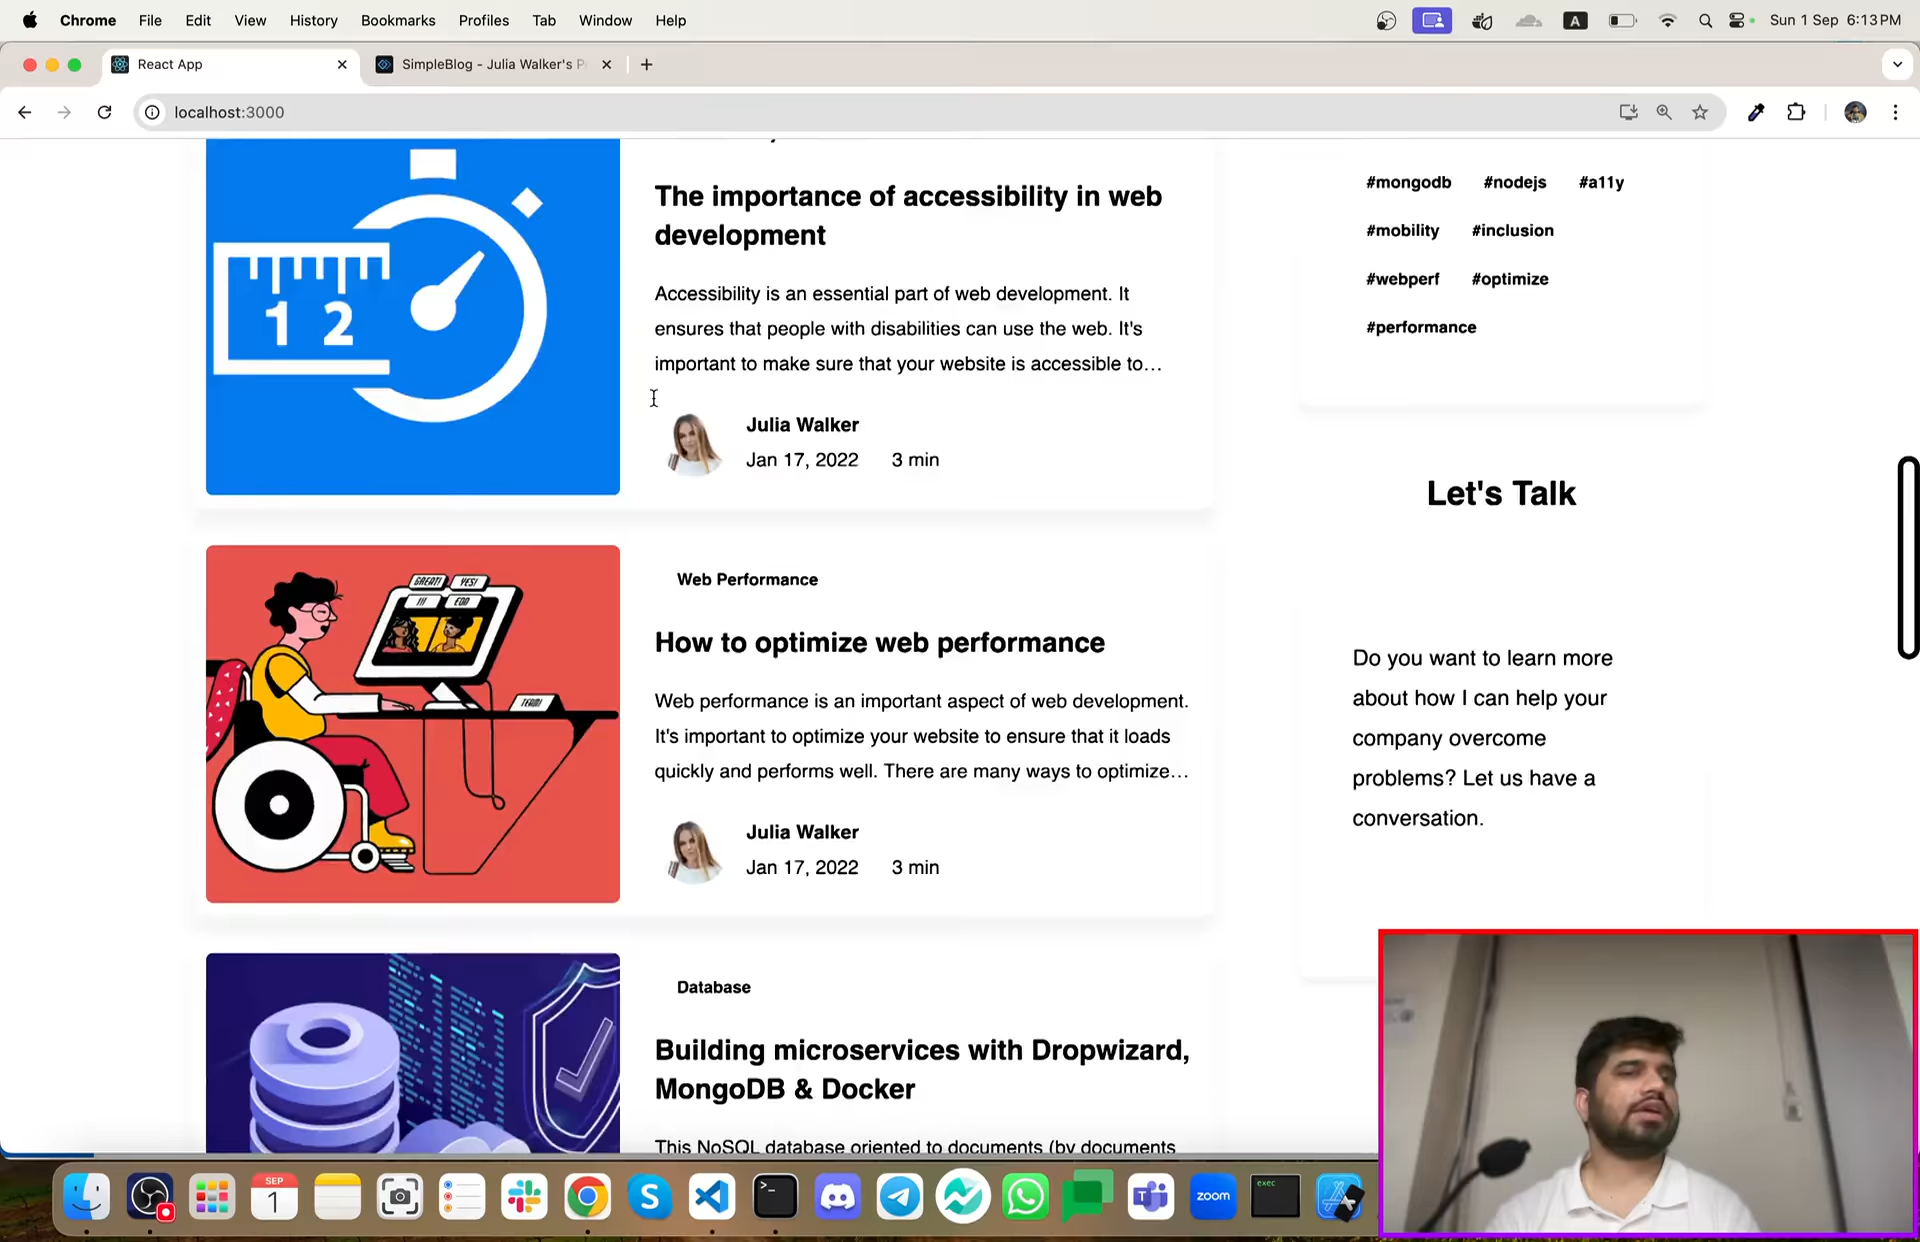 Chrome File Edit View History Bookmarks Profiles Tab Window Help
A
Sun 1 Sep 6:13 PM
React App
SimpleBlog - Julia Walker's P
localhost:3000
The importance of accessibility in web
development
Accessibility is an essential part of web development. It
ensures that people with disabilities can use the web. It's
important to make sure that your website is accessible to...
Julia Walker
Jan 17, 2022 3 min
1 2
Web Performance
How to optimize web performance
Web performance is an important aspect of web development.
It's important to optimize your website to ensure that it loads
quickly and performs well. There are many ways to optimize...
Julia Walker
Jan 17, 2022 3 min
GREAT! YES!
TEAM!
Database
Building microservices with Dropwizard,
MongoDB & Docker
This NoSQL database oriented to documents (by documents
#mongodb #nodejs #a11y
#mobility #inclusion
#webperf #optimize
#performance
Let's Talk
Do you want to learn more
about how I can help your
company overcome
problems? Let us have a
conversation.
SEP
1
S
T
zoom
exec